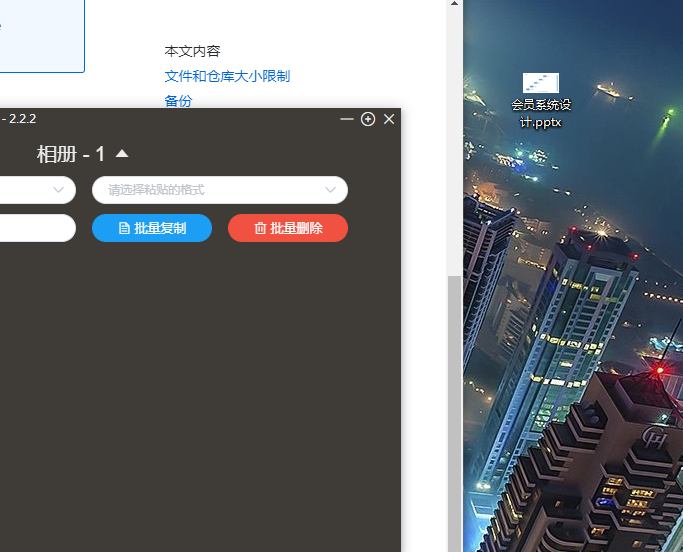 本文内容
文件和仓库大小限制
备份
- 2.2.2
相册 - 1
请选择粘贴的格式
批量复制
批量删除
会员系统设
计.pptx